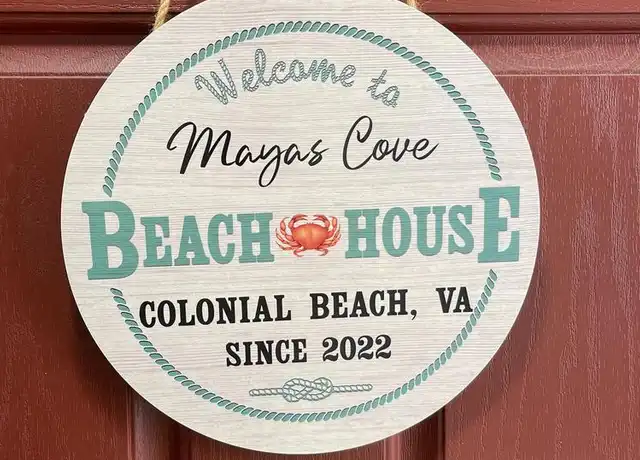 Welcome to
Mayas Cove
BEACH HOUSE
COLONIAL BEACH, VA
SINCE 2022